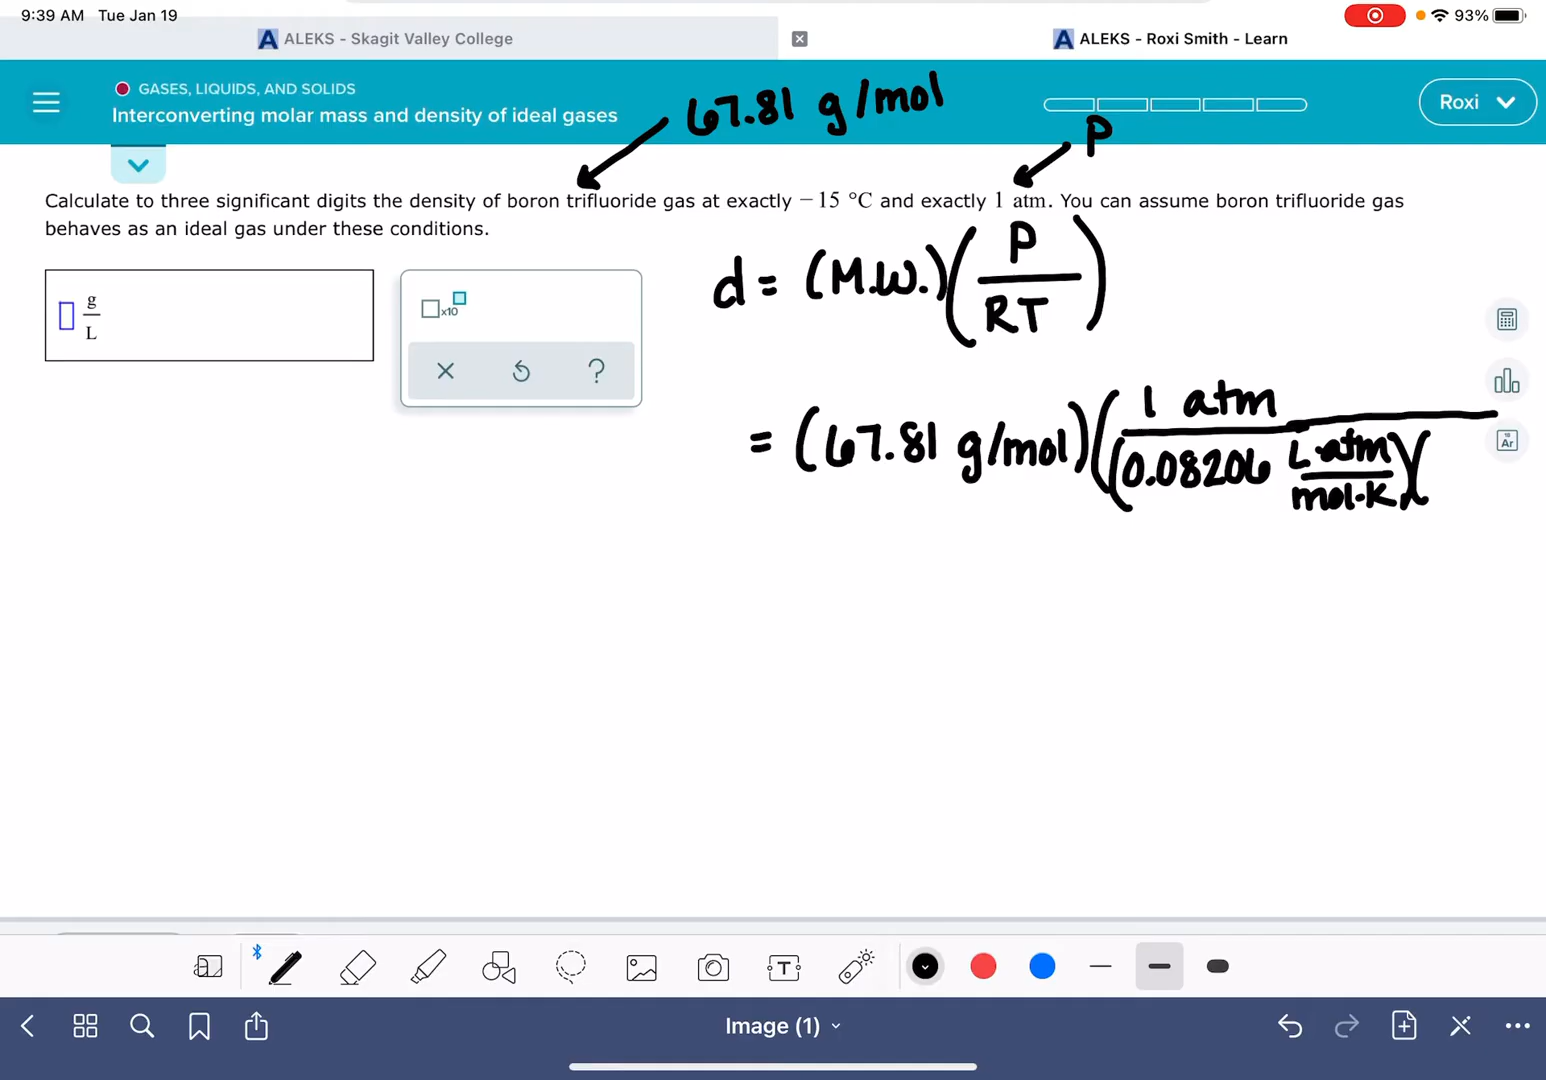 9:39 AM Tue Jan 19
93%
ALEKS - Skagit Valley College
ALEKS - Roxi Smith - Learn
GASES, LIQUIDS, AND SOLIDS
Interconverting molar mass and density of ideal gases
Roxi
67.81 g/mol
P
Calculate to three significant digits the density of boron trifluoride gas at exactly −15 °C and exactly 1 atm. You can assume boron trifluoride gas
behaves as an ideal gas under these conditions.
g
L
x10
?
d = (M.W.)(P / RT)
= (67.81 g/mol)(1 atm / (0.08206 L·atm / mol·K)(
Ar
T
Image (1)